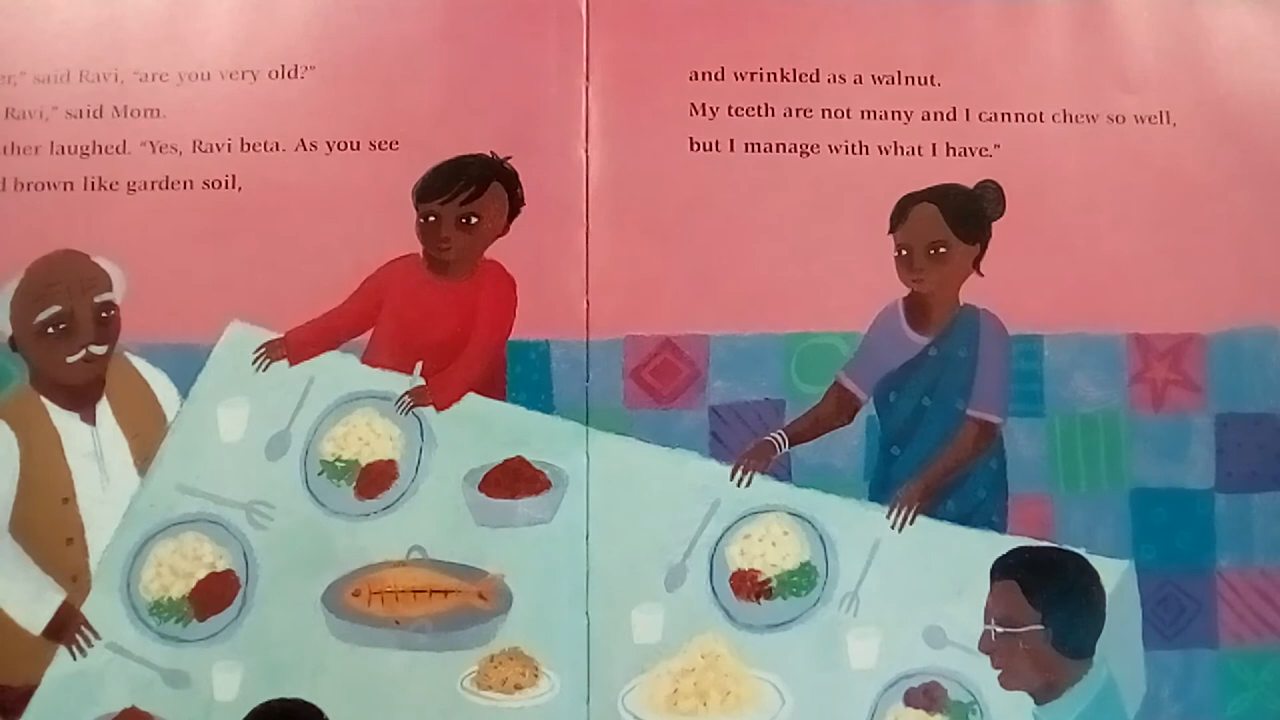 er,” said Ravi, “are you very old?”
Ravi,” said Mom.
ther laughed. “Yes, Ravi beta. As you see
d brown like garden soil,
and wrinkled as a walnut.
My teeth are not many and I cannot chew so well,
but I manage with what I have.”